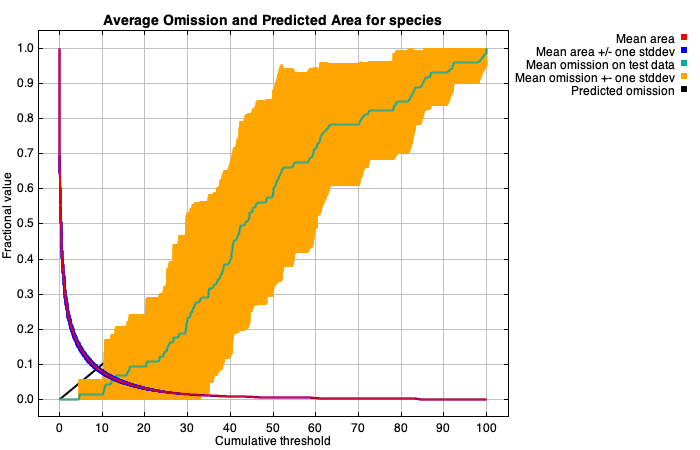 Average Omission and Predicted Area for species
Mean area
Mean area +/- one stddev
Mean omission on test data
Mean omission +- one stddev
Predicted omission
Fractional value
1.0
0.9
0.8
0.7
0.6
0.5
0.4
0.3
0.2
0.1
0.0
0 10 20 30 40 50 60 70 80 90 100
Cumulative threshold